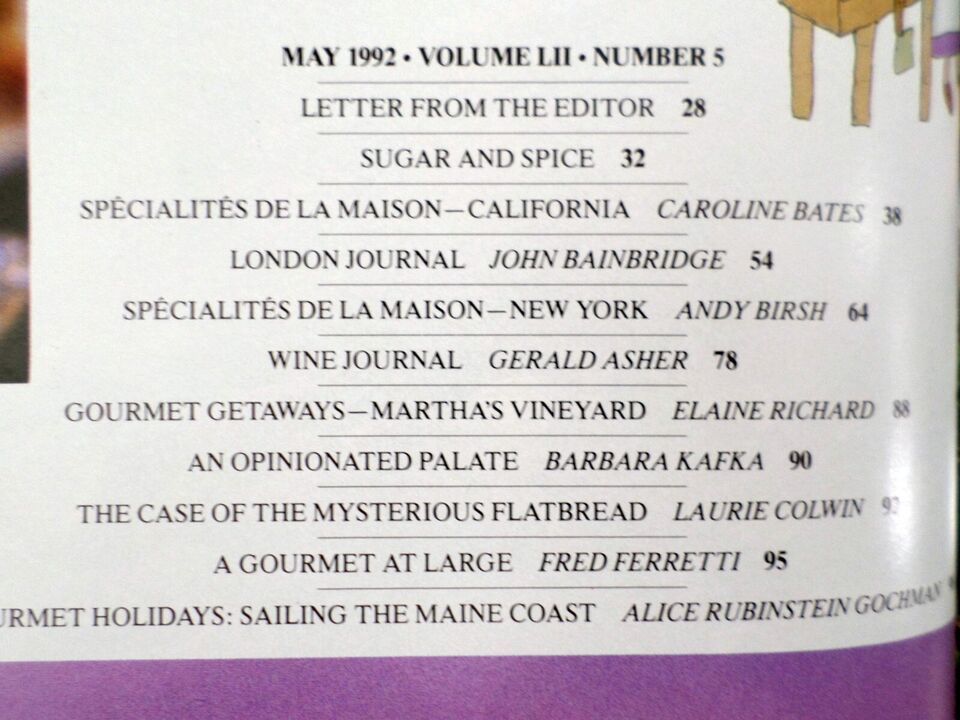 MAY 1992 • VOLUME LII • NUMBER 5
LETTER FROM THE EDITOR 28
SUGAR AND SPICE 32
SPÉCIALITÉS DE LA MAISON—CALIFORNIA CAROLINE BATES 38
LONDON JOURNAL JOHN BAINBRIDGE 54
SPÉCIALITÉS DE LA MAISON—NEW YORK ANDY BIRSH 64
WINE JOURNAL GERALD ASHER 78
GOURMET GETAWAYS—MARTHA'S VINEYARD ELAINE RICHARD 88
AN OPINIONATED PALATE BARBARA KAFKA 90
THE CASE OF THE MYSTERIOUS FLATBREAD LAURIE COLWIN
A GOURMET AT LARGE FRED FERRETTI 95
URMET HOLIDAYS: SAILING THE MAINE COAST ALICE RUBINSTEIN GOCHMAN